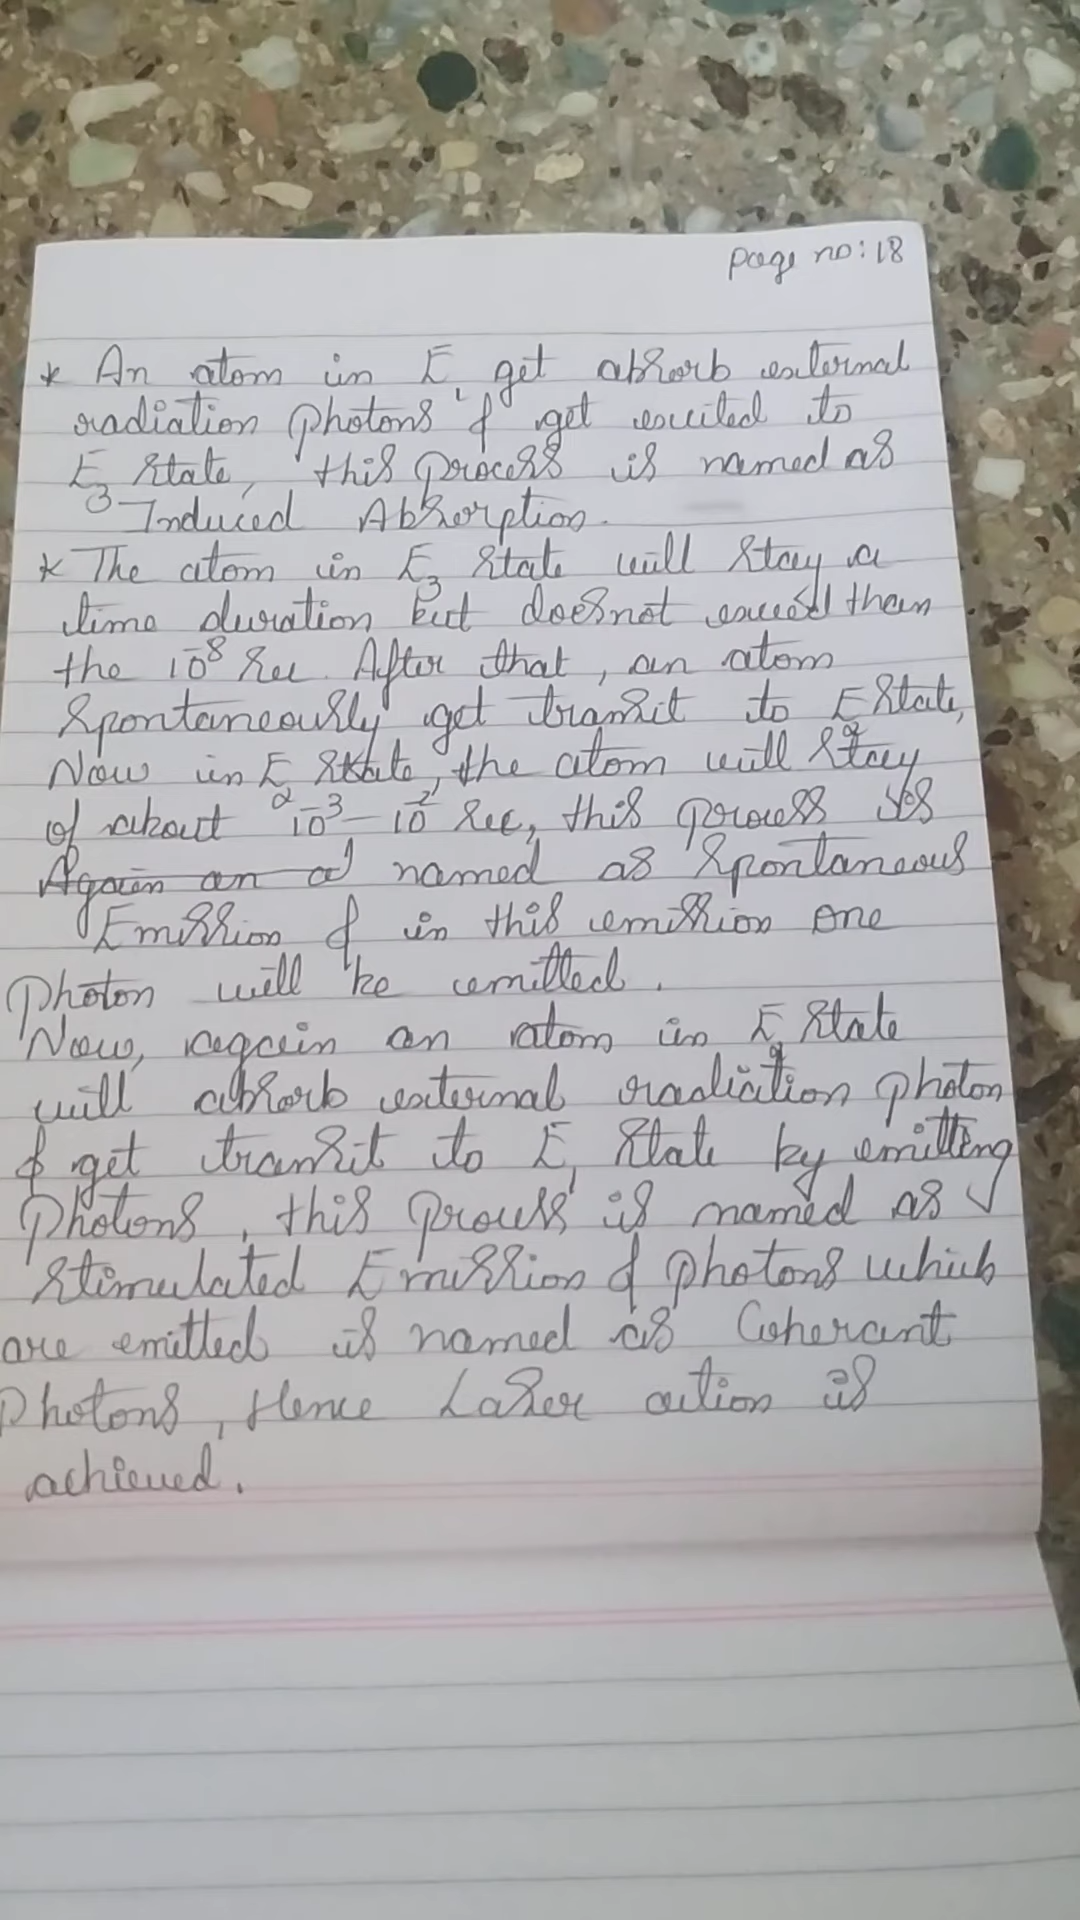 page no: 18
* An atom in E₁ get absorb external
radiation photons & get excited to
E₃ state, this process is named as
Induced Absorption.
* The atom in E₃ state will stay a
time duration but doesnot exceed than
the 10⁻⁸ sec. After that, an atom
spontaneously get transit to E₂ state,
Now in E₂ state, the atom will stay
of about 10⁻³ – 10⁻² sec, this process is
Again an a named as Spontaneous
Emission & in this emission one
photon will be emitted.
Now, again an atom in E₂ state
will absorb external radiation photon
& get transit to E₁ state by emitting
photons, this process is named as
Stimulated Emission & photons which
are emitted is named as Coherant
photons, Hence Laser action is
achieved.